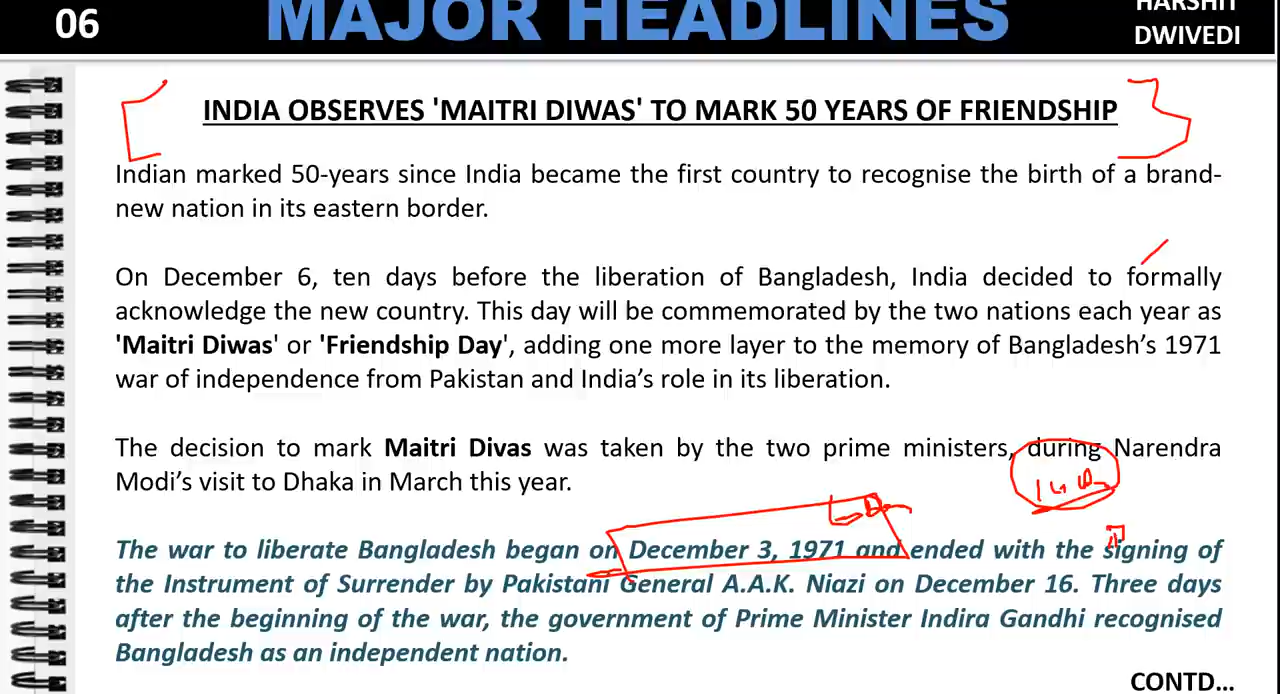 06
MAJOR HEADLINES
HARSHIT
DWIVEDI
INDIA OBSERVES 'MAITRI DIWAS' TO MARK 50 YEARS OF FRIENDSHIP
Indian marked 50-years since India became the first country to recognise the birth of a brand-
new nation in its eastern border.
On December 6, ten days before the liberation of Bangladesh, India decided to formally
acknowledge the new country. This day will be commemorated by the two nations each year as
'Maitri Diwas' or 'Friendship Day', adding one more layer to the memory of Bangladesh’s 1971
war of independence from Pakistan and India’s role in its liberation.
The decision to mark Maitri Divas was taken by the two prime ministers, during Narendra
Modi’s visit to Dhaka in March this year.
The war to liberate Bangladesh began on December 3, 1971 and ended with the signing of
the Instrument of Surrender by Pakistani General A.A.K. Niazi on December 16. Three days
after the beginning of the war, the government of Prime Minister Indira Gandhi recognised
Bangladesh as an independent nation.
CONTD...